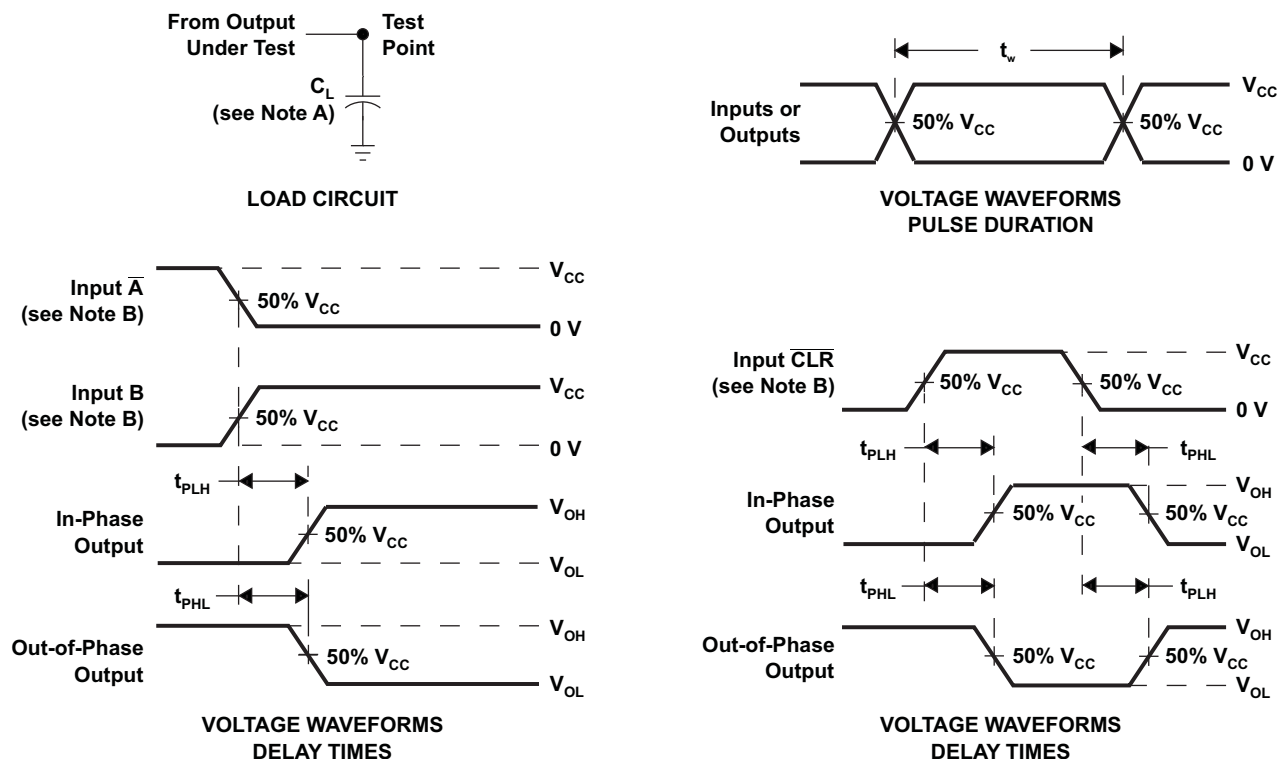 From Output
Under Test
Test
Point
C_L
(see Note A)
LOAD CIRCUIT
t_w
Inputs or
Outputs
50% V_CC
50% V_CC
V_CC
0 V
VOLTAGE WAVEFORMS
PULSE DURATION
Input A̅
(see Note B)
50% V_CC
V_CC
0 V
Input B
(see Note B)
50% V_CC
V_CC
0 V
t_PLH
In-Phase
Output
50% V_CC
V_OH
V_OL
t_PHL
Out-of-Phase
Output
50% V_CC
V_OH
V_OL
VOLTAGE WAVEFORMS
DELAY TIMES
Input C̅L̅R̅
(see Note B)
50% V_CC
50% V_CC
V_CC
0 V
t_PLH
t_PHL
In-Phase
Output
50% V_CC
50%
V_CC
V_OH
V_OL
t_PHL
t_PLH
Out-of-Phase
Output
50% V_CC
50% V_CC
V_OH
V_OL
VOLTAGE WAVEFORMS
DELAY TIMES